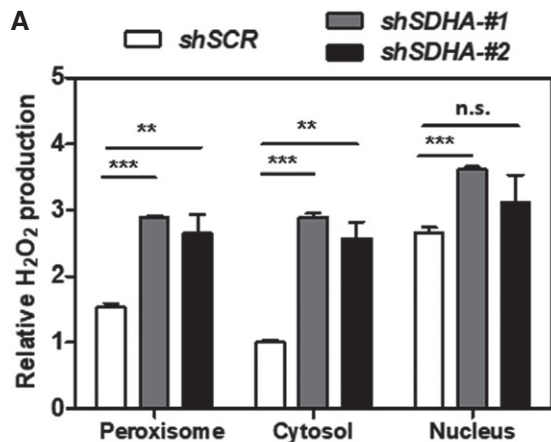 A
shSCR
shSDHA-#1
shSDHA-#2
Relative H₂O₂ production
5
4
3
2
1
0
**
***
**
***
n.s.
***
Peroxisome Cytosol Nucleus